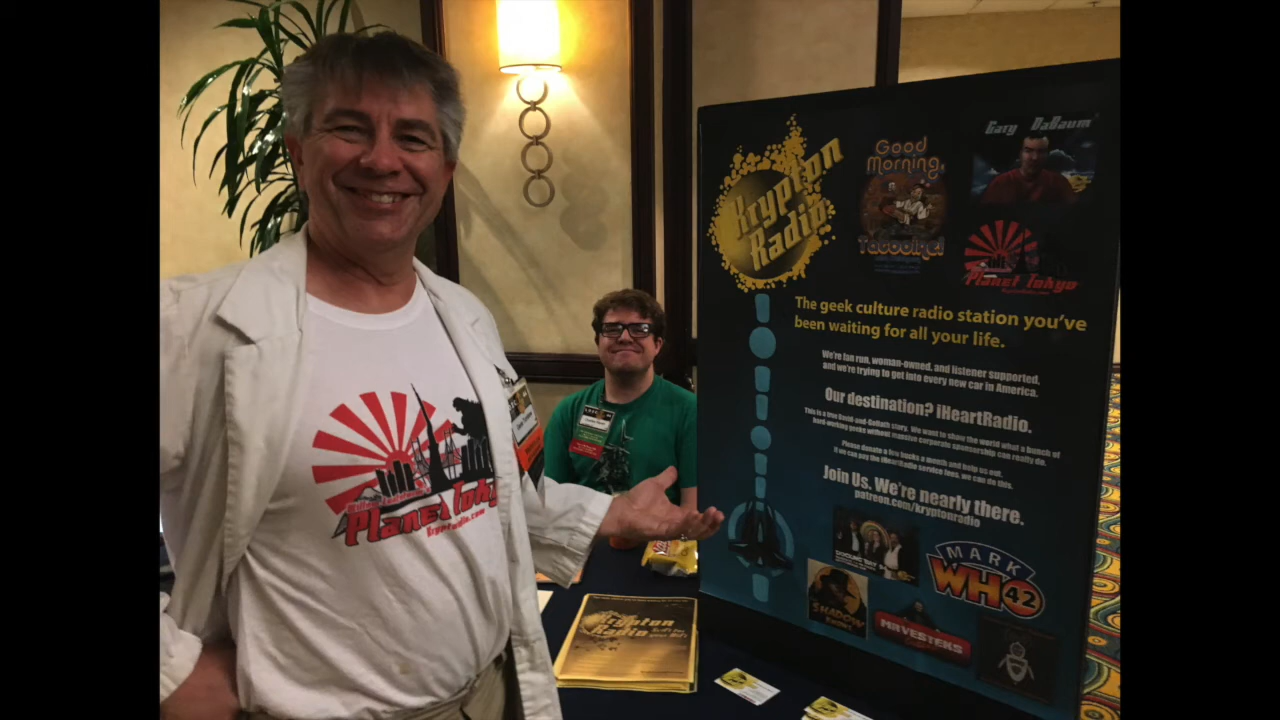 Krypton
Radio
Good
Morning,
Tatooine!
Gary DaBaum
Planet Tokyo
The geek culture radio station you've
been waiting for all your life.
We're fan run, woman-owned, and listener supported,
and we're trying to get into every new car in America.
Our destination? iHeartRadio.
This is a true David-and-Goliath story. We want to show the world what a bunch of
hard-working geeks without massive corporate sponsorship can really do.
Please donate a few bucks a month and help us out.
If we can pay the iHeartRadio service fees, we can do this.
Join Us. We're nearly there.
patreon.com/kryptonradio
MARK
WHO
42
SHADOW
MRVESTEKS
Planet Tokyo
KryptonRadio.com
Krypton
Radio